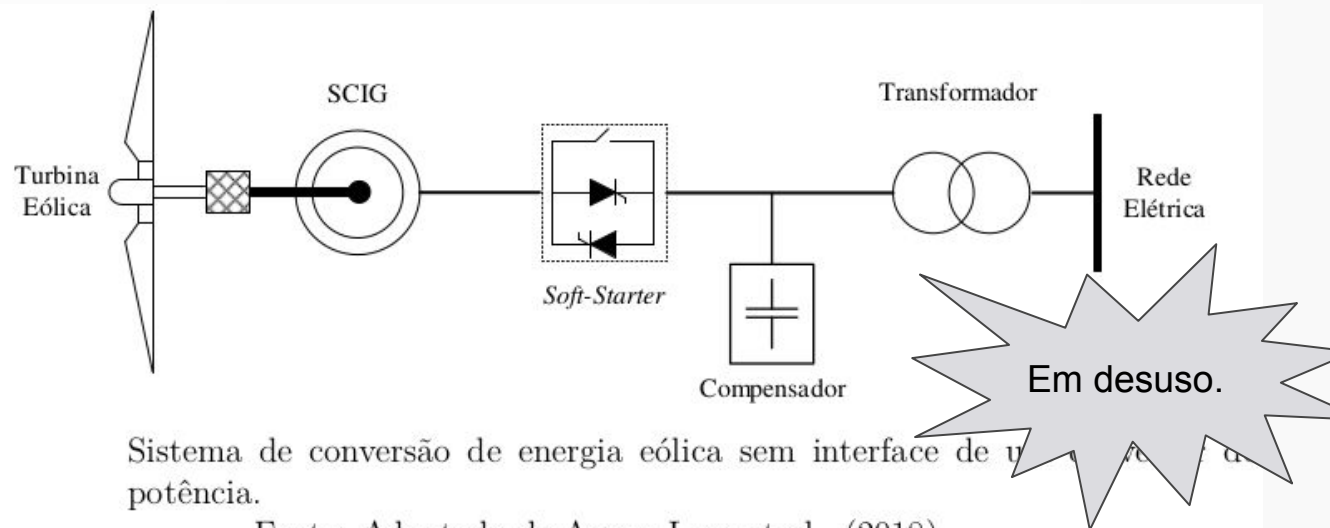 SCIG
Transformador
Turbina
Eólica
Rede
Elétrica
Soft-Starter
Compensador
Em desuso.
Sistema de conversão de energia eólica sem interface de
potência.